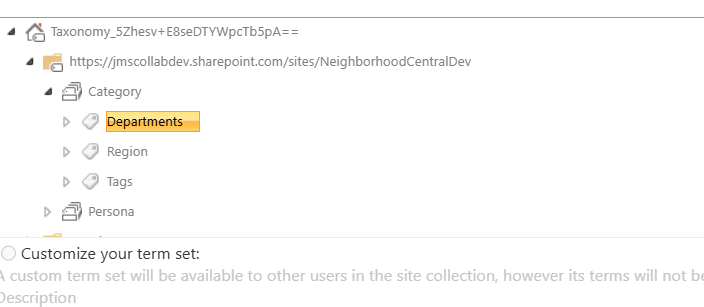 Taxonomy_5Zhesv+E8seDTYWpcTb5pA==
https://jmscollabdev.sharepoint.com/sites/NeighborhoodCentralDev
Category
Departments
Region
Tags
Persona
Customize your term set:
A custom term set will be available to other users in the site collection, however its terms will not be
Description